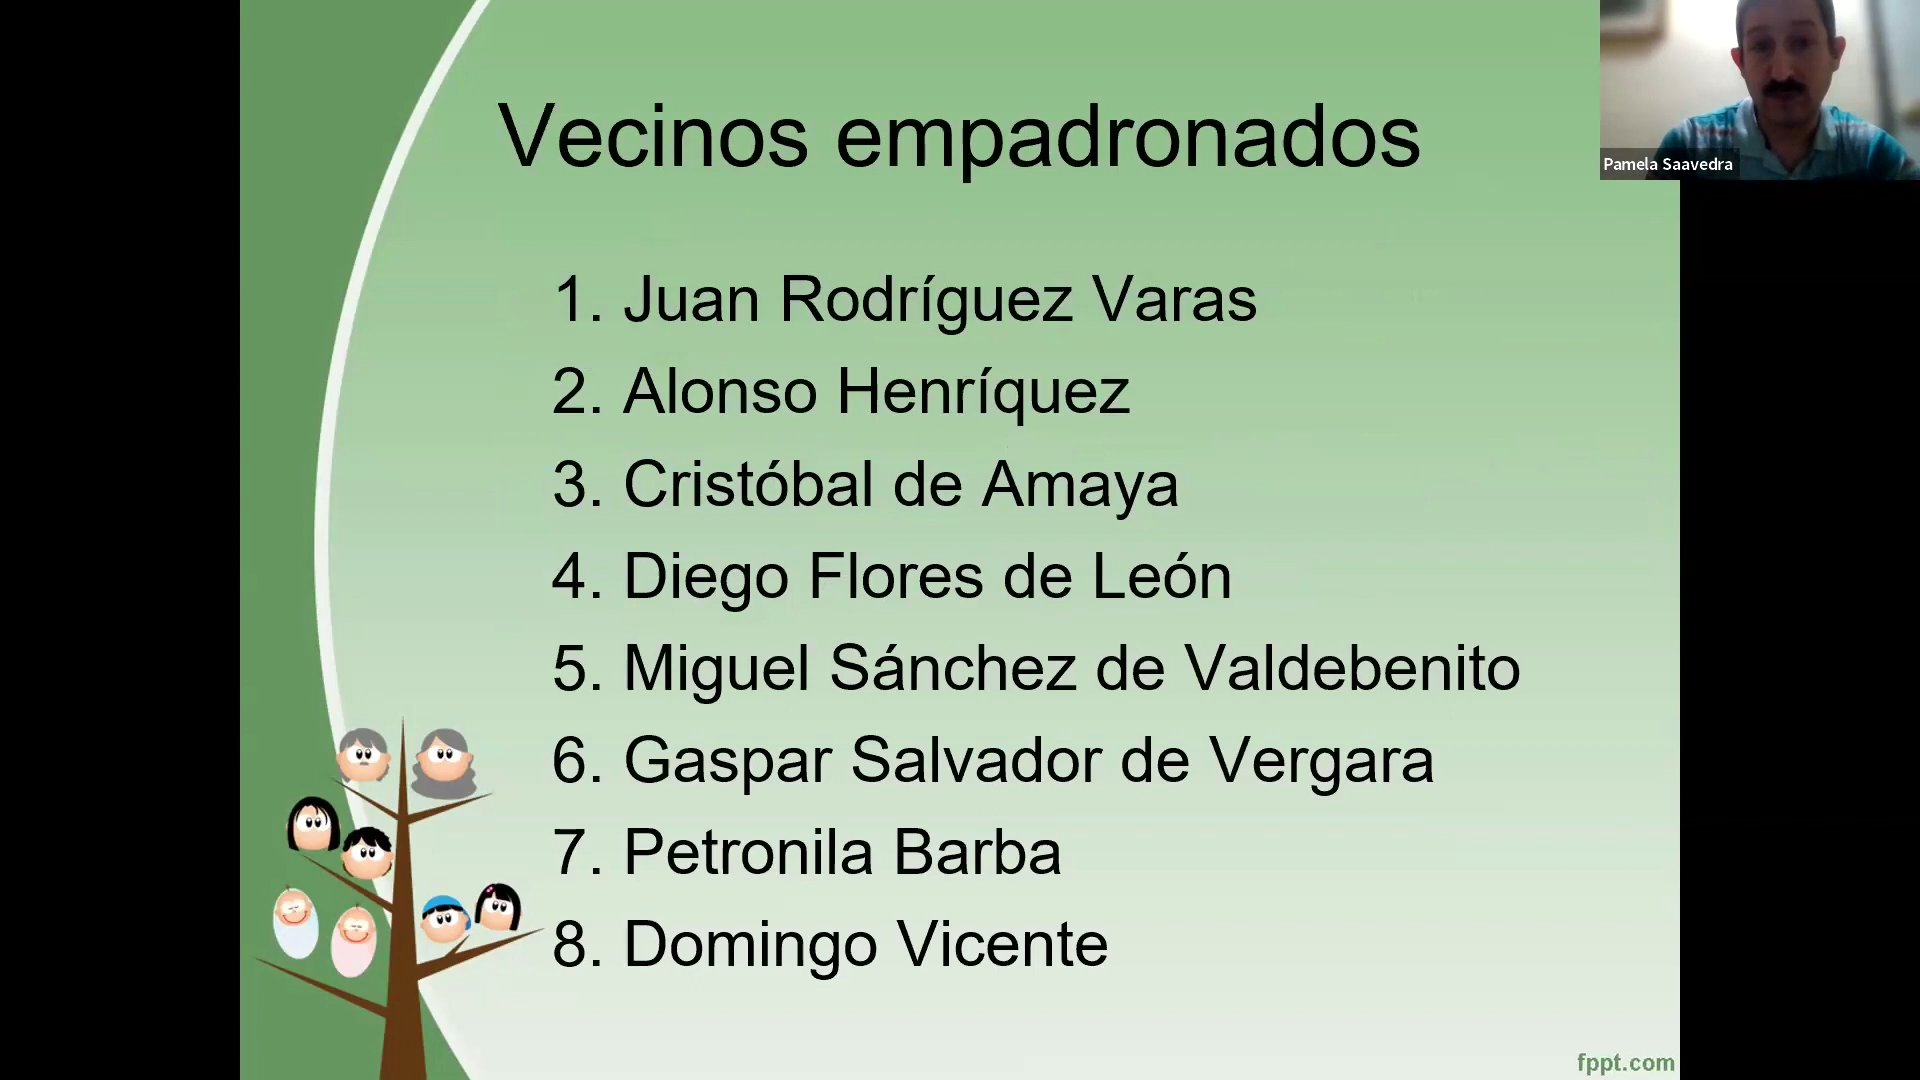 Vecinos empadronados
Pamela Saavedra
1. Juan Rodríguez Varas
2. Alonso Henríquez
3. Cristóbal de Amaya
4. Diego Flores de León
5. Miguel Sánchez de Valdebenito
6. Gaspar Salvador de Vergara
7. Petronila Barba
8. Domingo Vicente
fppt.com